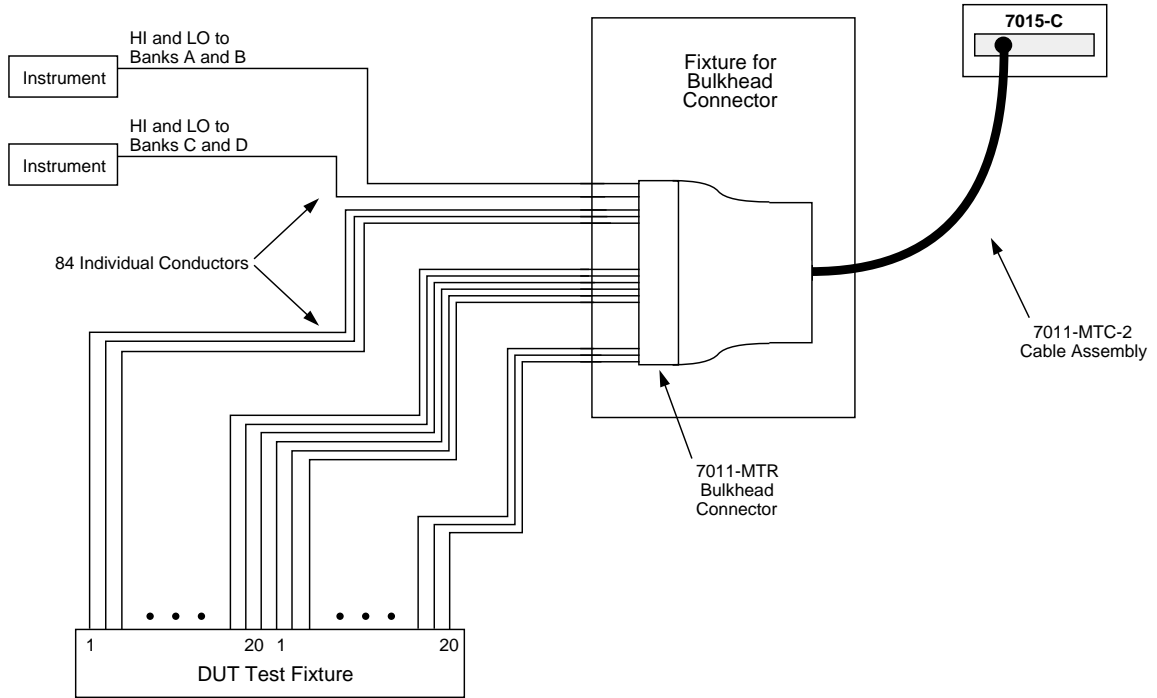 HI and LO to
Banks A and B
Instrument
HI and LO to
Banks C and D
Instrument
84 Individual Conductors
Fixture for
Bulkhead
Connector
7015-C
7011-MTC-2
Cable Assembly
7011-MTR
Bulkhead
Connector
1 20 1 20
DUT Test Fixture